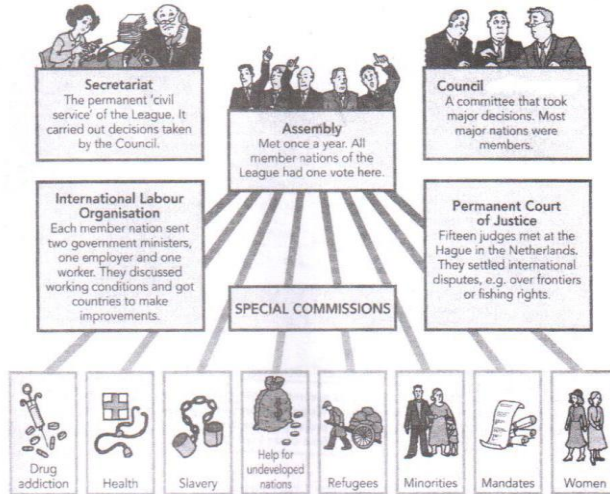 Secretariat
The permanent 'civil
service' of the League. It
carried out decisions taken
by the Council.
Assembly
Met once a year. All
member nations of the
League had one vote here.
Council
A committee that took
major decisions. Most
major nations were
members.
International Labour
Organisation
Each member nation sent
two government ministers,
one employer and one
worker. They discussed
working conditions and got
countries to make
improvements.
Permanent Court
of Justice
Fifteen judges met at the
Hague in the Netherlands.
They settled international
disputes, e.g. over frontiers
or fishing rights.
SPECIAL COMMISSIONS
Drug
addiction
Health
Slavery
Help for
undeveloped
nations
Refugees
Minorities
Mandates
Women